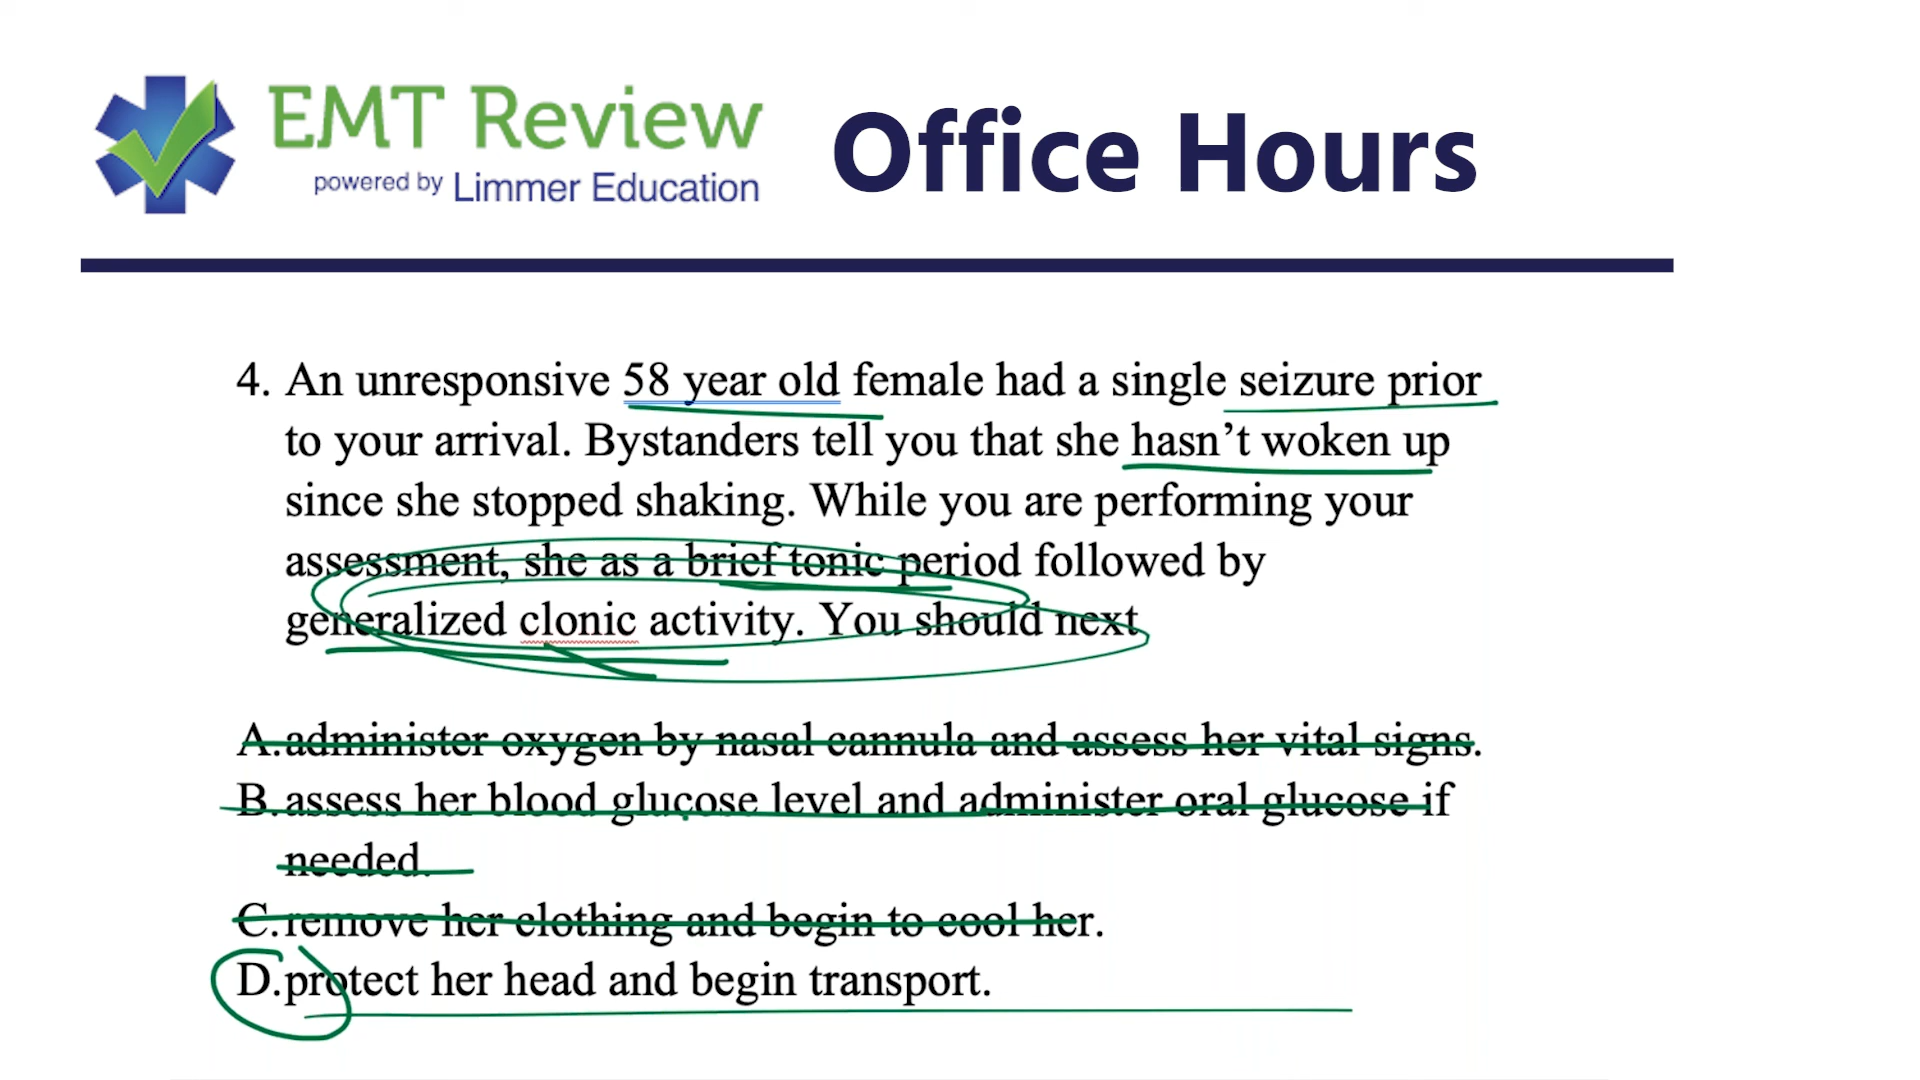 EMT Review
powered by Limmer Education
Office Hours
4. An unresponsive 58 year old female had a single seizure prior
to your arrival. Bystanders tell you that she hasn’t woken up
since she stopped shaking. While you are performing your
assessment, she as a brief tonic period followed by
generalized clonic activity. You should next
A. administer oxygen by nasal cannula and assess her vital signs.
B. assess her blood glucose level and administer oral glucose if
needed.
C. remove her clothing and begin to cool her.
D. protect her head and begin transport.